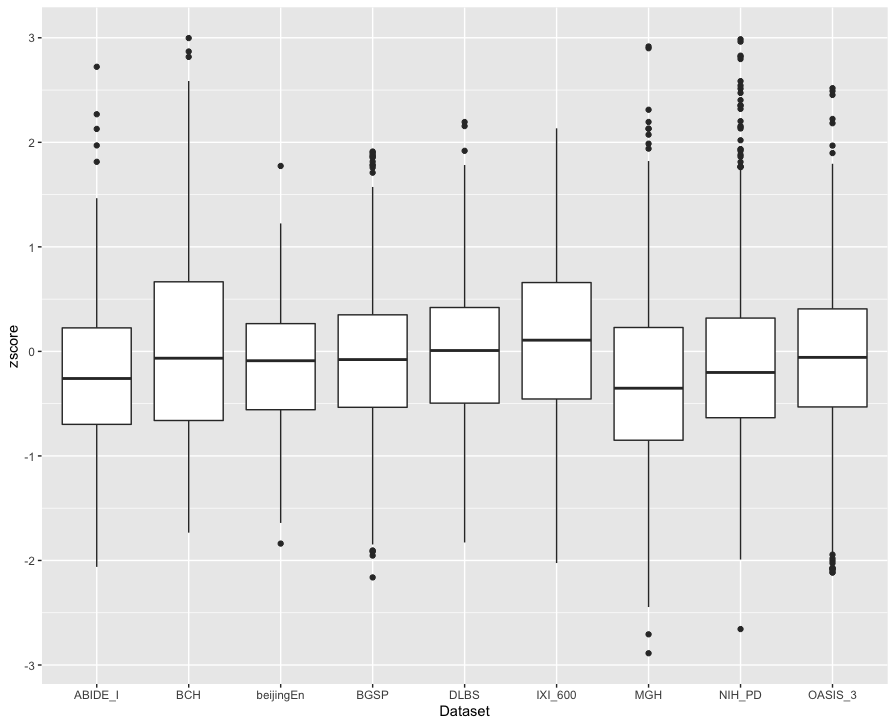 zscore
3
2
1
0
-1
-2
-3
ABIDE_I BCH beijingEn BGSP DLBS IXI_600 MGH NIH_PD OASIS_3
Dataset